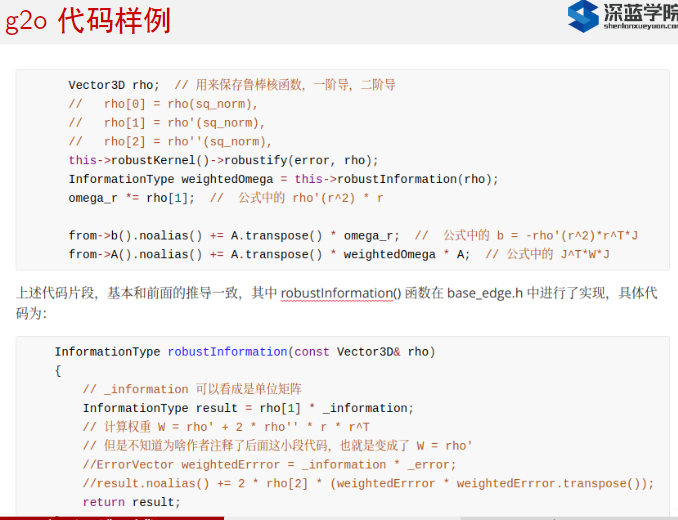 g2o 代码样例
深蓝学院
shenlanxueyuan.com
Vector3D rho;  // 用来保存鲁棒核函数, 一阶导, 二阶导
//   rho[0] = rho(sq_norm),
//   rho[1] = rho'(sq_norm),
//   rho[2] = rho''(sq_norm),
this->robustKernel()->robustify(error, rho);
InformationType weightedOmega = this->robustInformation(rho);
omega_r *= rho[1];  //  公式中的 rho'(r^2) * r
from->b().noalias() += A.transpose() * omega_r;  //  公式中的 b = -rho'(r^2)*r^T*J
from->A().noalias() += A.transpose() * weightedOmega * A;  // 公式中的 J^T*W*J
上述代码片段，基本和前面的推导一致，其中 robustInformation() 函数在 base_edge.h 中进行了实现，具体代
码为：
InformationType robustInformation(const Vector3D& rho)
{
// _information 可以看成是单位矩阵
InformationType result = rho[1] * _information;
// 计算权重 W = rho' + 2 * rho'' * r * r^T
// 但是不知道为啥作者注释了后面这小段代码，也就是变成了 W = rho'
//ErrorVector weightedErrror = _information * _error;
//result.noalias() += 2 * rho[2] * (weightedErrror * weightedErrror.transpose());
return result;